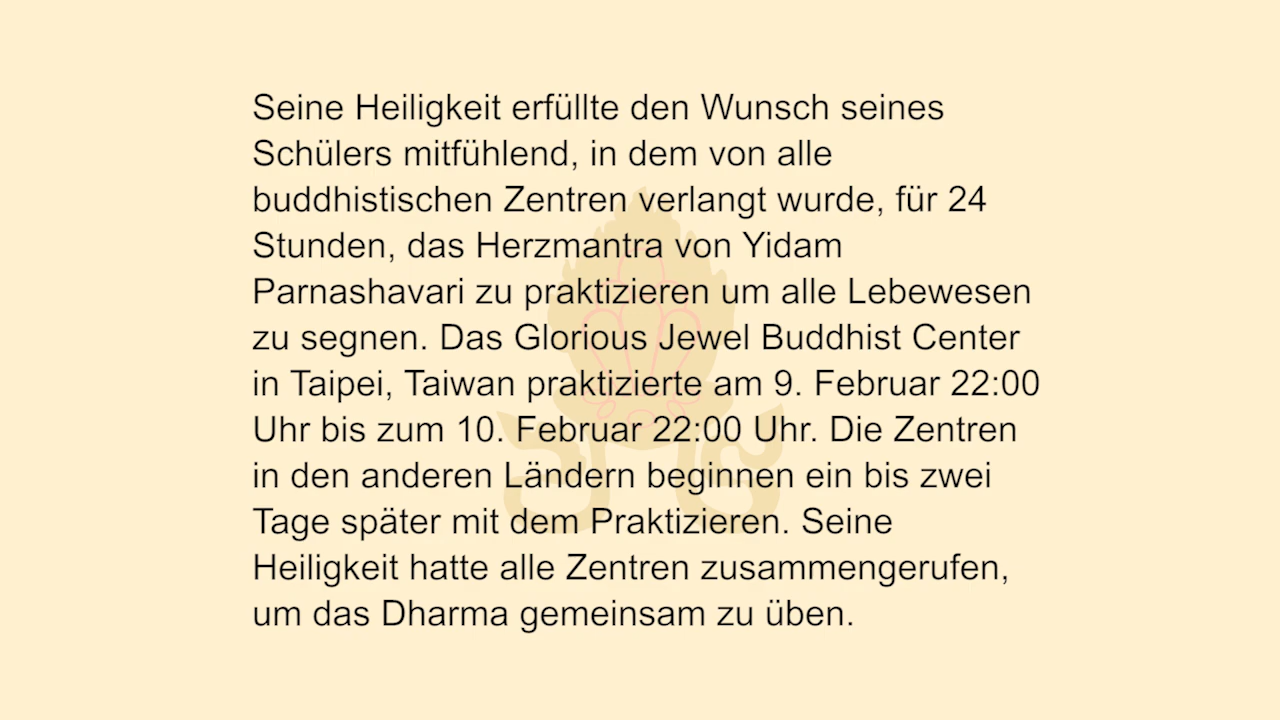 Seine Heiligkeit erfüllte den Wunsch seines
Schülers mitfühlend, in dem von alle
buddhistischen Zentren verlangt wurde, für 24
Stunden, das Herzmantra von Yidam
Parnashavari zu praktizieren um alle Lebewesen
zu segnen. Das Glorious Jewel Buddhist Center
in Taipei, Taiwan praktizierte am 9. Februar 22:00
Uhr bis zum 10. Februar 22:00 Uhr. Die Zentren
in den anderen Ländern beginnen ein bis zwei
Tage später mit dem Praktizieren. Seine
Heiligkeit hatte alle Zentren zusammengerufen,
um das Dharma gemeinsam zu üben.